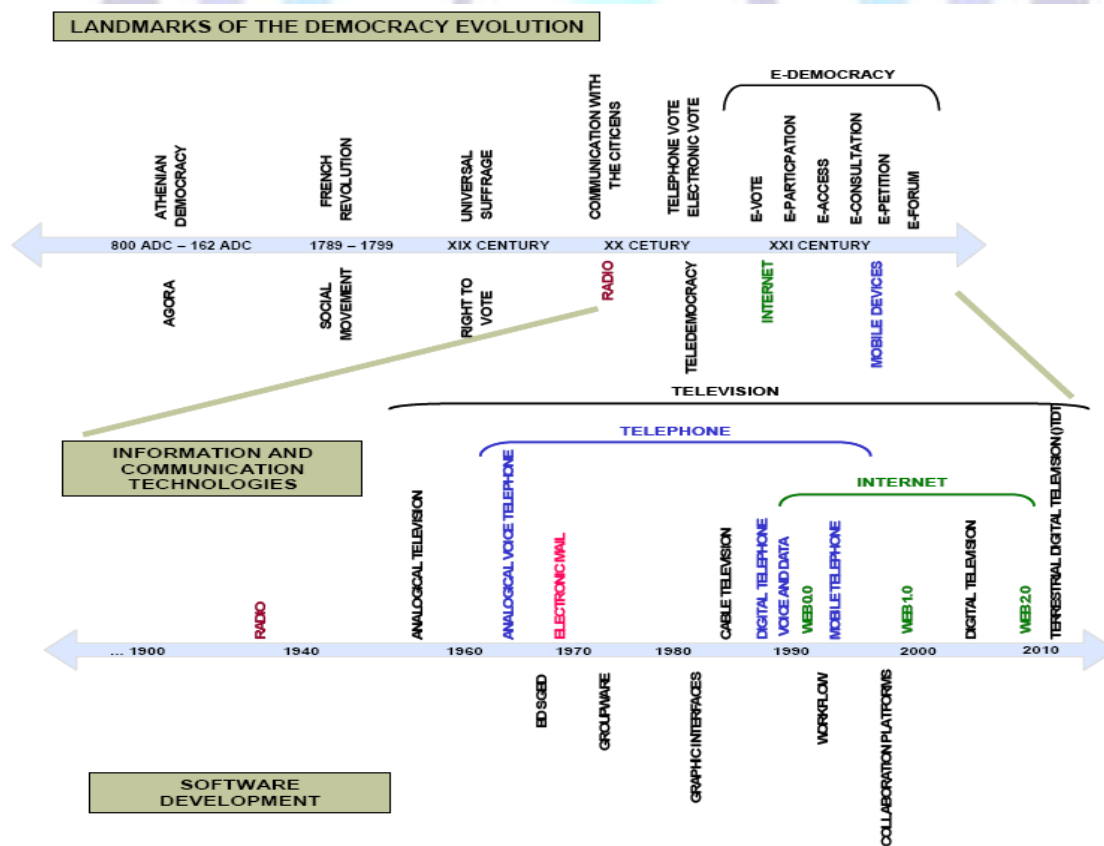 LANDMARKS OF THE DEMOCRACY EVOLUTION
E-DEMOCRACY
ATHENIAN
DEMOCRACY
FRENCH
REVOLUTION
UNIVERSAL
SUFFRAGE
COMMUNICATION WITH
THE CITICENS
TELEPHONE VOTE
ELECTRONIC VOTE
E-VOTE
E-PARTICPATION
E-ACCESS
E-CONSULTATION
E-PETITION
E-FORUM
800 ADC – 162 ADC
1789 – 1799
XIX CENTURY
XX CETURY
XXI CENTURY
AGORA
SOCIAL
MOVEMENT
RIGHT TO
VOTE
RADIO
TELEDEMOCRACY
INTERNET
MOBILE DEVICES
TELEVISION
INFORMATION AND
COMMUNICATION
TECHNOLOGIES
TELEPHONE
INTERNET
RADIO
ANALOGICAL TELEVISION
ANALOGICAL VOICE TELEPHONE
ELECTRONIC MAIL
CABLE TELEVISION
DIGITAL TELEPHONE
VOICE AND DATA
WEB 0.0
MOBILE TELEPHONE
WEB 1.0
DIGITAL TELEVISION
WEB 2.0
TERRESTRIAL DIGITAL TELEMSION()TDT
... 1900
1940
1960
1970
1980
1990
2000
2010
BD SGBD
GROUPWARE
GRAPHIC INTERFACES
WORKFLOW
COLLABORATION PLATFORMS
SOFTWARE
DEVELOPMENT